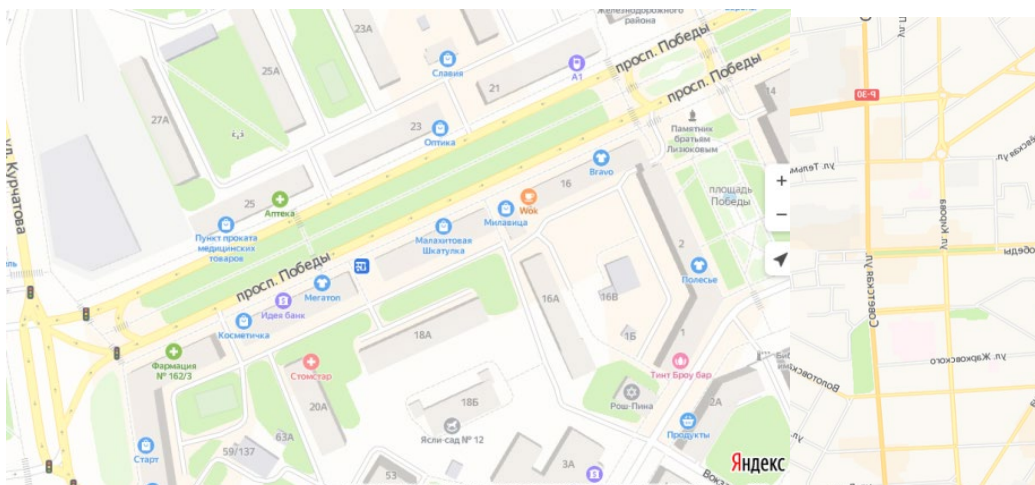 железнодорожного
района
23А
Славия
25А
А1
просп. Победы
21
просп. Победы
14
27А
23
Оптика
Памятник
братьям
Лизюковым
ул. Курчатова
Bravo
16
площадь
Победы
+
25
Аптека
Wok
Милавица
−
Пункт проката
медицинских
товаров
Малахитовая
Шкатулка
2
просп. Победы
Полесье
Мегатоп
16А
16В
Идея банк
Косметичка
18А
1Б
1
Фармация
№ 162/3
Стомстар
Тинт Броу бар
20А
18Б
Рош-Пина
2А
Ясли-сад № 12
Продукты
63А
59/137
Старт
53
3А
Яндекс
Р-30
ул. Кирова
Советская ул.
ул. Жарковского